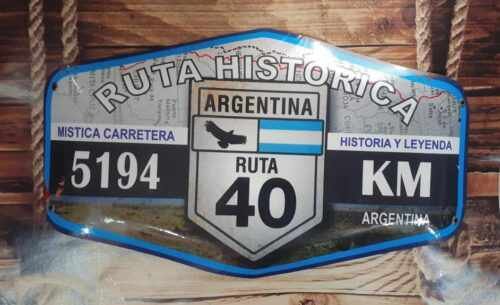 RUTA HISTORICA
ARGENTINA
MISTICA CARRETERA
HISTORIA Y LEYENDA
5194
RUTA
40
KM
ARGENTINA